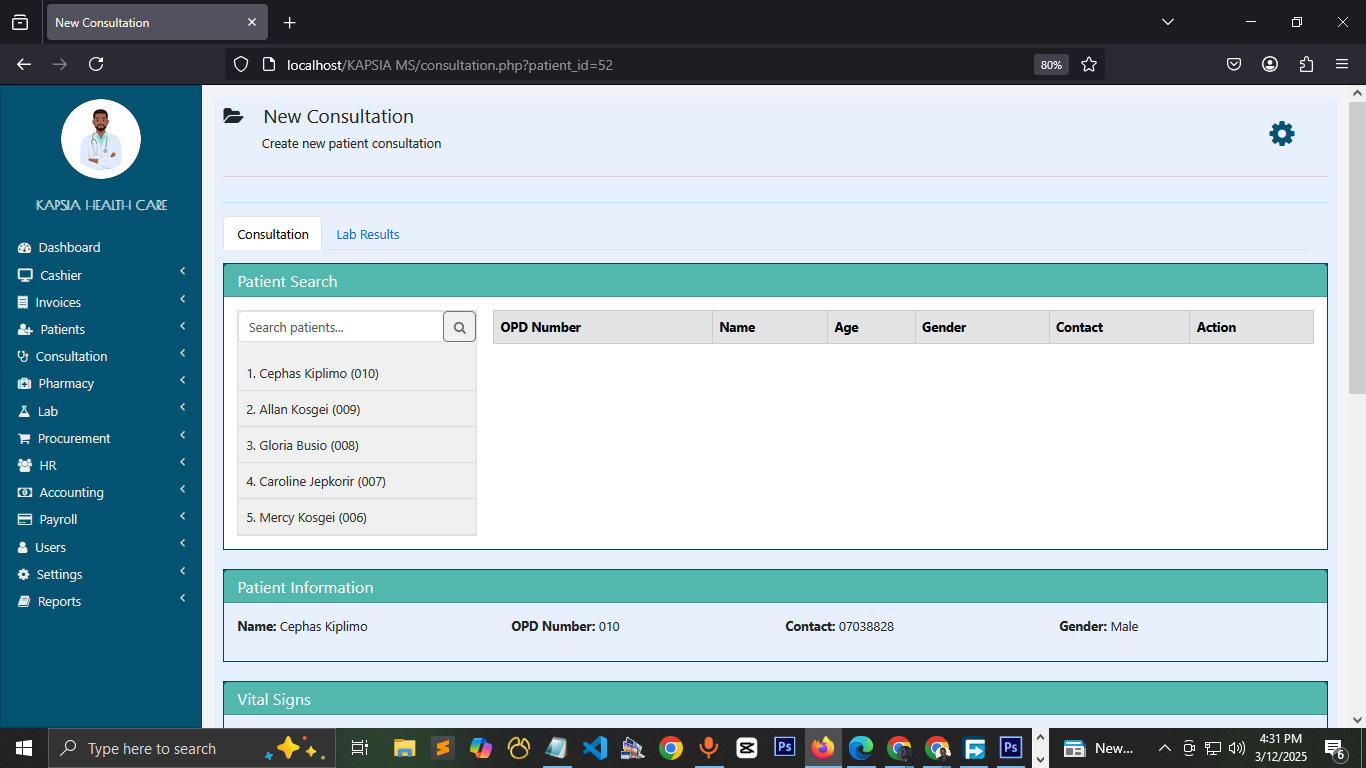 New Consultation
localhost/KAPSIA MS/consultation.php?patient_id=52
80%
KAPSIA HEALTH CARE
Dashboard
Cashier
Invoices
Patients
Consultation
Pharmacy
Lab
Procurement
HR
Accounting
Payroll
Users
Settings
Reports
New Consultation
Create new patient consultation
Consultation Lab Results
Patient Search
Search patients...
1. Cephas Kiplimo (010)
2. Allan Kosgei (009)
3. Gloria Busio (008)
4. Caroline Jepkorir (007)
5. Mercy Kosgei (006)
OPD Number Name Age Gender Contact Action
Patient Information
Name: Cephas Kiplimo OPD Number: 010 Contact: 07038828 Gender: Male
Vital Signs
Type here to search
Ps
Ps
New...
4:31 PM
3/12/2025
6